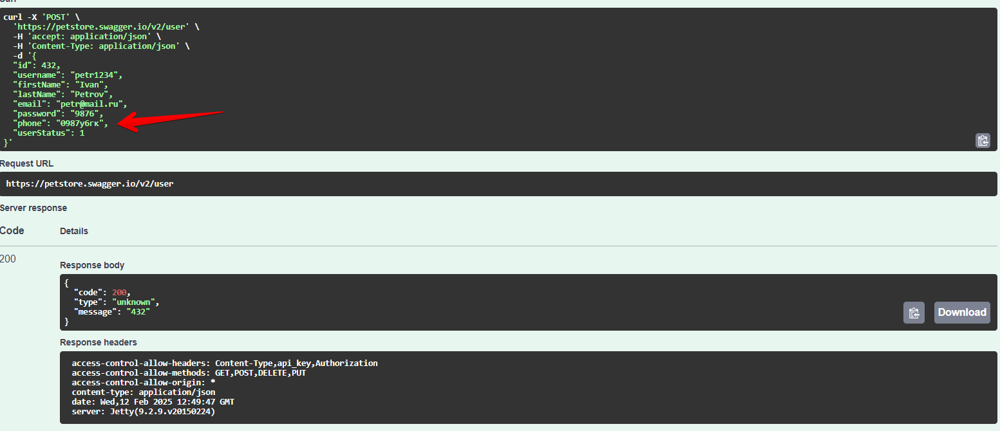 curl -X 'POST' \
'https://petstore.swagger.io/v2/user' \
-H 'accept: application/json' \
-H 'Content-Type: application/json' \
-d '{
"id": 432,
"username": "petr1234",
"firstName": "Ivan",
"lastName": "Petrov",
"email": "petr@mail.ru",
"password": "9876",
"phone": "0987у6гк",
"userStatus": 1
}'
Request URL
https://petstore.swagger.io/v2/user
Server response
Code Details
200
Response body
{
"code": 200,
"type": "unknown",
"message": "432"
}
Download
Response headers
access-control-allow-headers: Content-Type,api_key,Authorization
access-control-allow-methods: GET,POST,DELETE,PUT
access-control-allow-origin: *
content-type: application/json
date: Wed,12 Feb 2025 12:49:47 GMT
server: Jetty(9.2.9.v20150224)